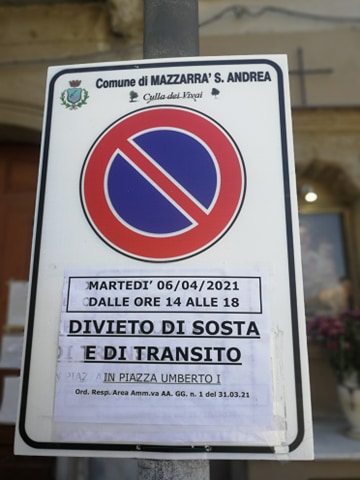 Comune di MAZZARRA' S. ANDREA
Culla dei Vivai
MARTEDI' 06/04/2021
DALLE ORE 14 ALLE 18
DIVIETO DI SOSTA
E DI TRANSITO
IN PIAZZA UMBERTO I
Ord. Resp. Area Amm.va AA. GG. n. 1 del 31.03.21